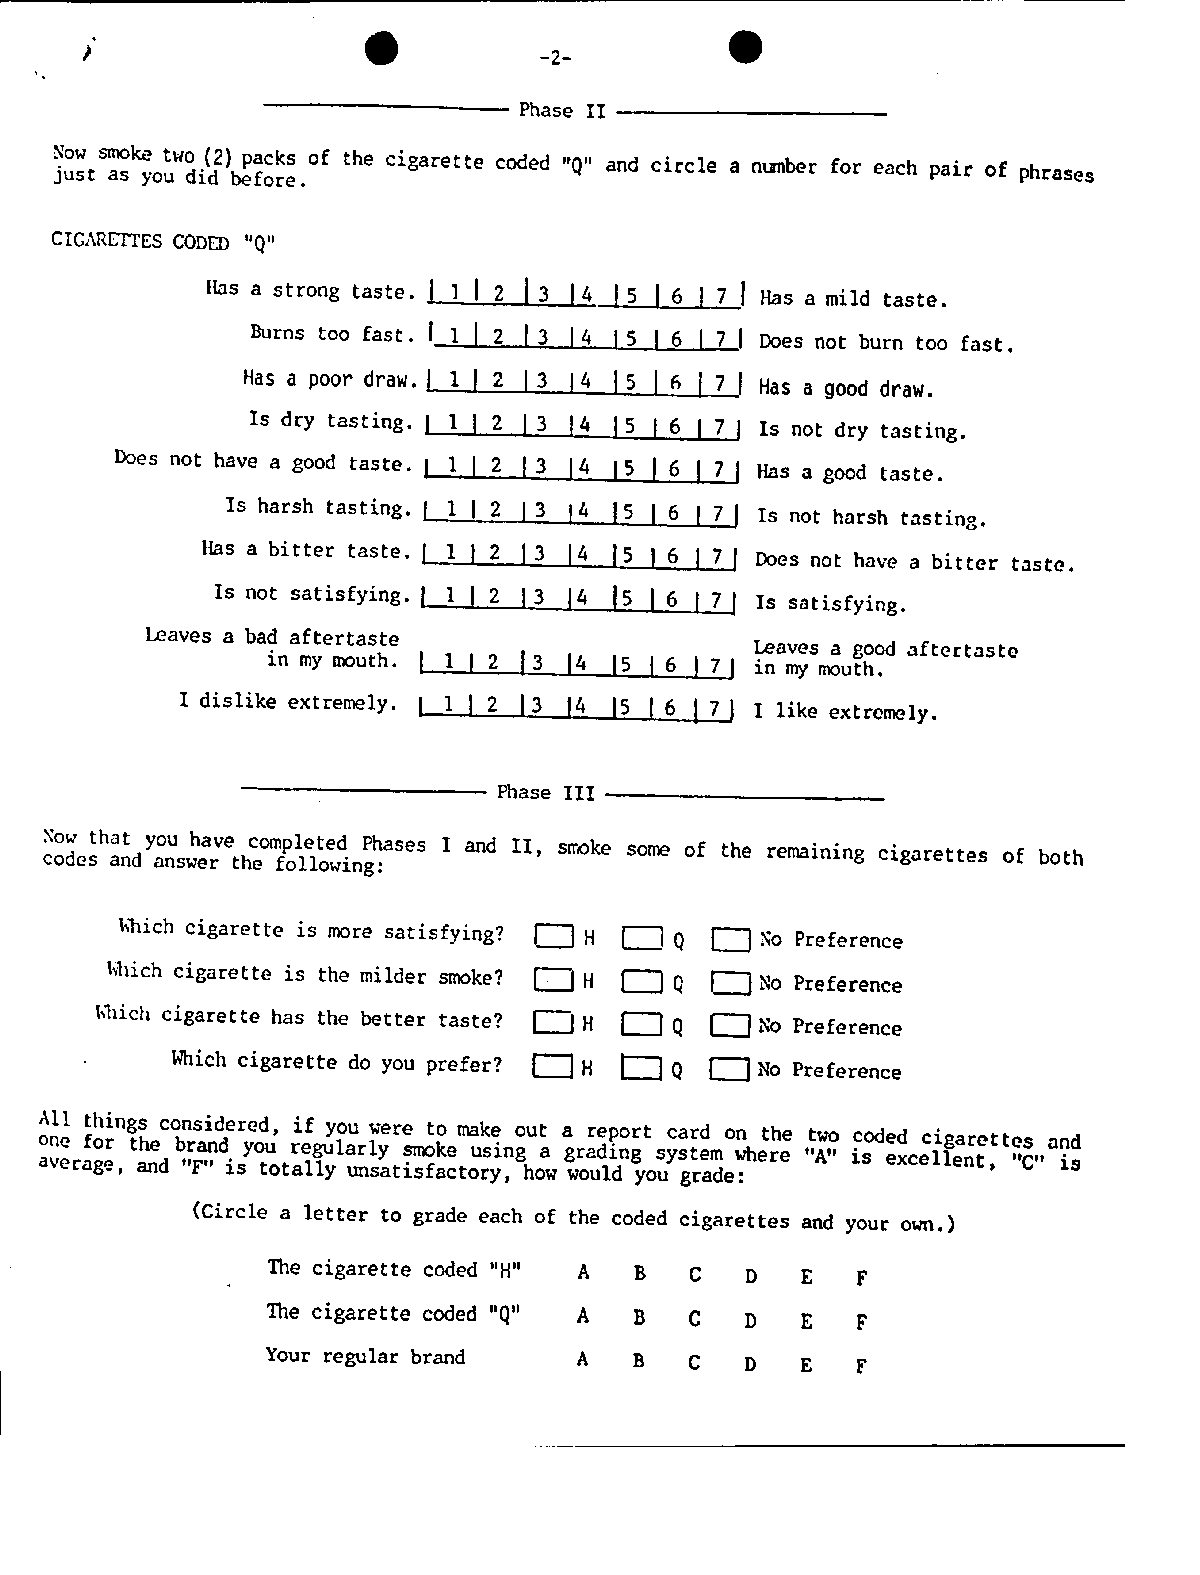 -2-
Phase II
Now smoke two (2) packs of the cigarette coded "Q" and circle a number for each pair of phrases
just as you did before.
CIGARETTES CODED "Q"
Has a strong taste. | 1 | 2 | 3 | 4 | 5 | 6 | 7 | Has a mild taste.
Burns too fast. | 1 | 2 | 3 | 4 | 5 | 6 | 7 | Does not burn too fast.
Has a poor draw. | 1 | 2 | 3 | 4 | 5 | 6 | 7 | Has a good draw.
Is dry tasting. | 1 | 2 | 3 | 4 | 5 | 6 | 7 | Is not dry tasting.
Does not have a good taste. | 1 | 2 | 3 | 4 | 5 | 6 | 7 | Has a good taste.
Is harsh tasting. | 1 | 2 | 3 | 4 | 5 | 6 | 7 | Is not harsh tasting.
Has a bitter taste. | 1 | 2 | 3 | 4 | 5 | 6 | 7 | Does not have a bitter taste.
Is not satisfying. | 1 | 2 | 3 | 4 | 5 | 6 | 7 | Is satisfying.
Leaves a bad aftertaste Leaves a good aftertaste
in my mouth. | 1 | 2 | 3 | 4 | 5 | 6 | 7 | in my mouth.
I dislike extremely. | 1 | 2 | 3 | 4 | 5 | 6 | 7 | I like extremely.
Phase III
Now that you have completed Phases I and II, smoke some of the remaining cigarettes of both
codes and answer the following:
Which cigarette is more satisfying? H Q No Preference
Which cigarette is the milder smoke? H Q No Preference
Which cigarette has the better taste? H Q No Preference
Which cigarette do you prefer? H Q No Preference
All things considered, if you were to make out a report card on the two coded cigarettes and
one for the brand you regularly smoke using a grading system where "A" is excellent, "C" is
average, and "F" is totally unsatisfactory, how would you grade:
(Circle a letter to grade each of the coded cigarettes and your own.)
The cigarette coded "H" A B C D E F
The cigarette coded "Q" A B C D E F
Your regular brand A B C D E F